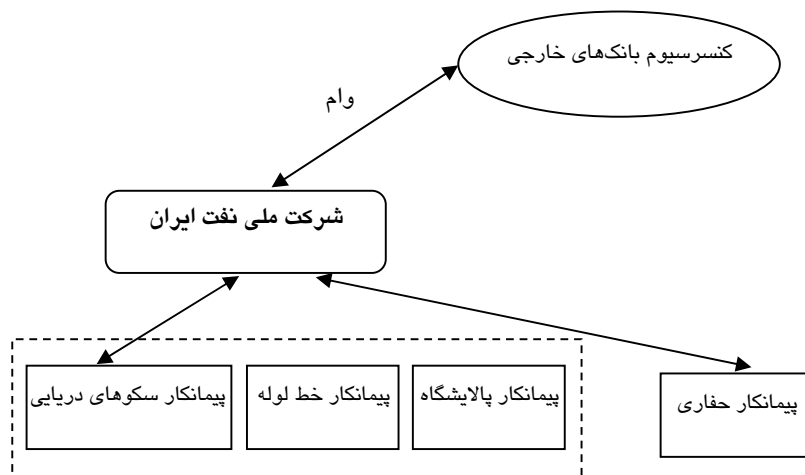 کنسرسیوم بانک‌های خارجی
وام
شرکت ملی نفت ایران
پیمانکار حفاری
پیمانکار پالایشگاه
پیمانکار خط لوله
پیمانکار سکوهای دریایی